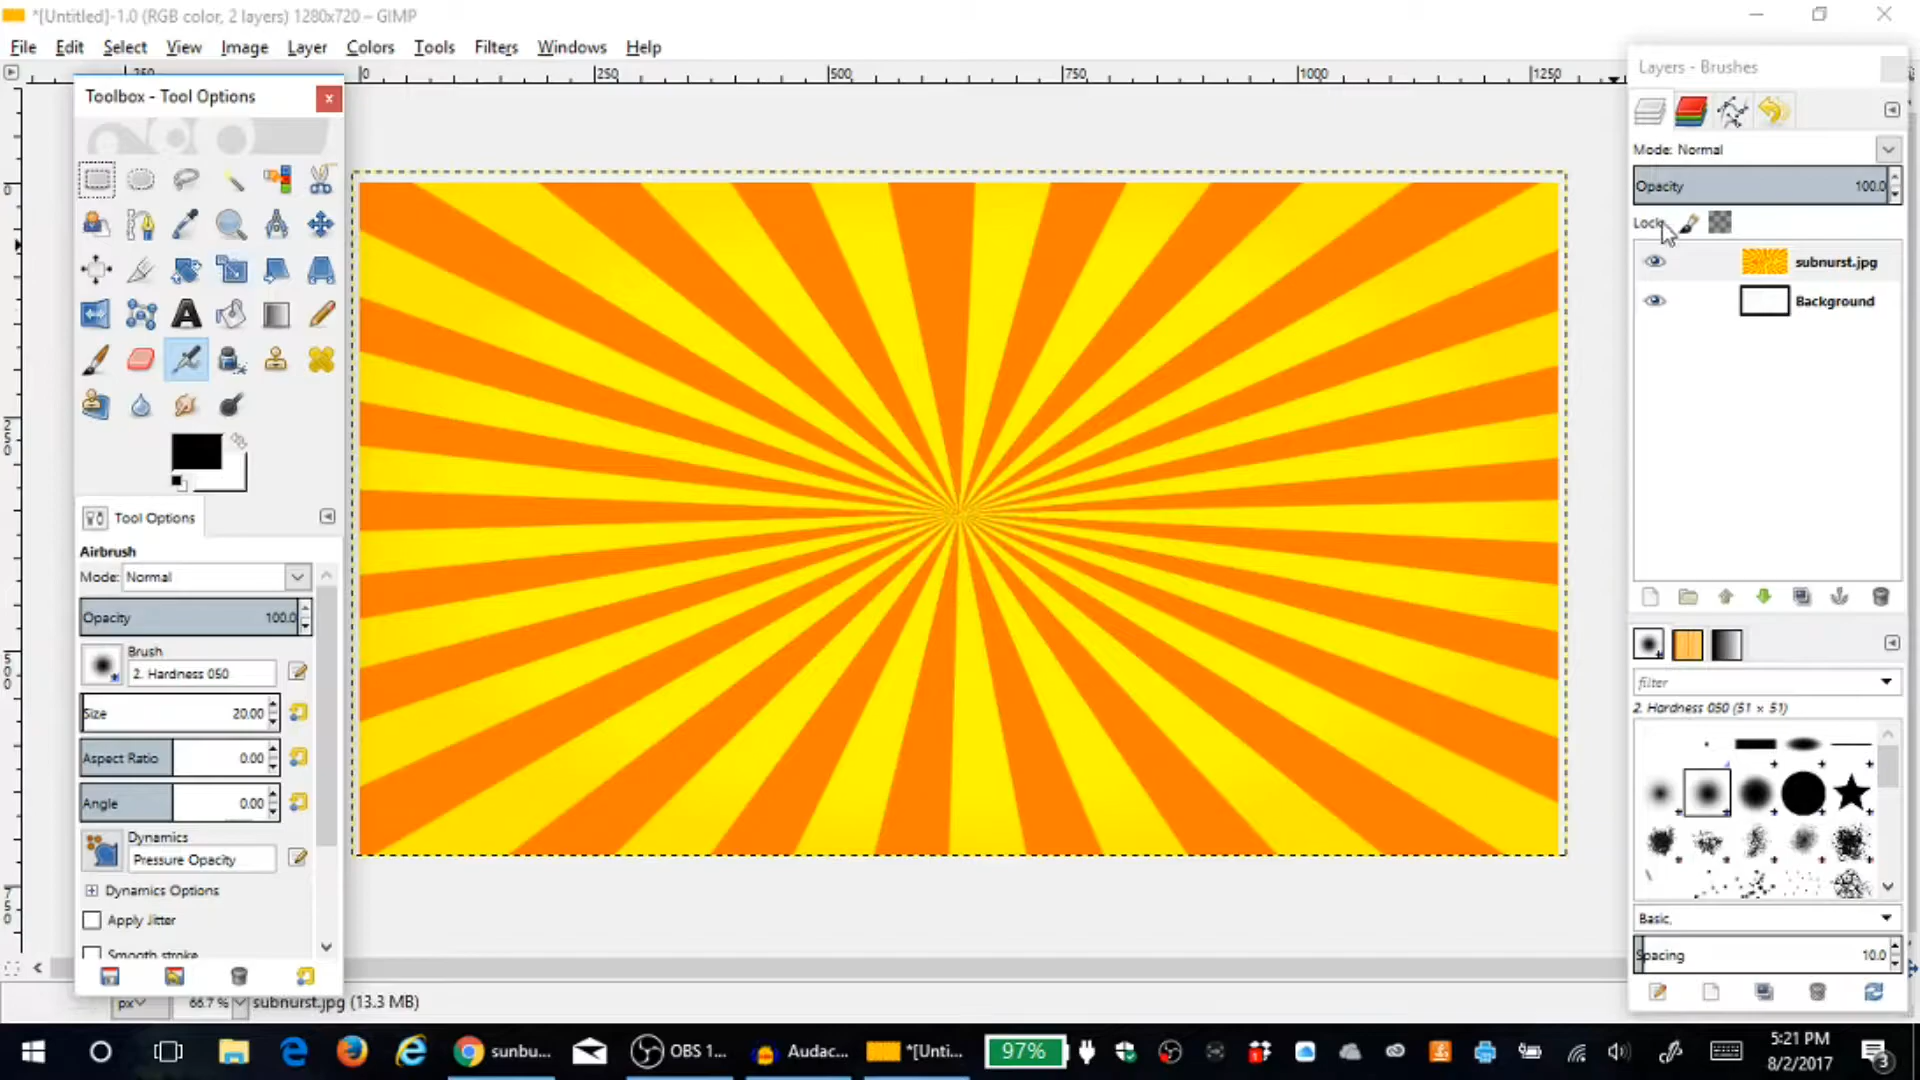 *[Untitled]-1.0 (RGB color, 2 layers) 1280x720 – GIMP
File Edit Select View Image Layer Colors Tools Filters Windows Help
0 250 500 750 1000 1250
Toolbox - Tool Options
x
Tool Options
Airbrush
Mode: Normal
Opacity 100.0
Brush
2. Hardness 050
Size 20.00
Aspect Ratio 0.00
Angle 0.00
Dynamics
Pressure Opacity
Dynamics Options
Apply Jitter
Smooth stroke
px 66.7 % subnurst.jpg (13.3 MB)
Layers - Brushes
Mode: Normal
Opacity 100.0
Lock:
subnurst.jpg
Background
filter
2. Hardness 050 (51 × 51)
Basic,
Spacing 10.0
sunbu...
OBS 1...
Audac...
*[Unti...
97%
5:21 PM
8/2/2017
3